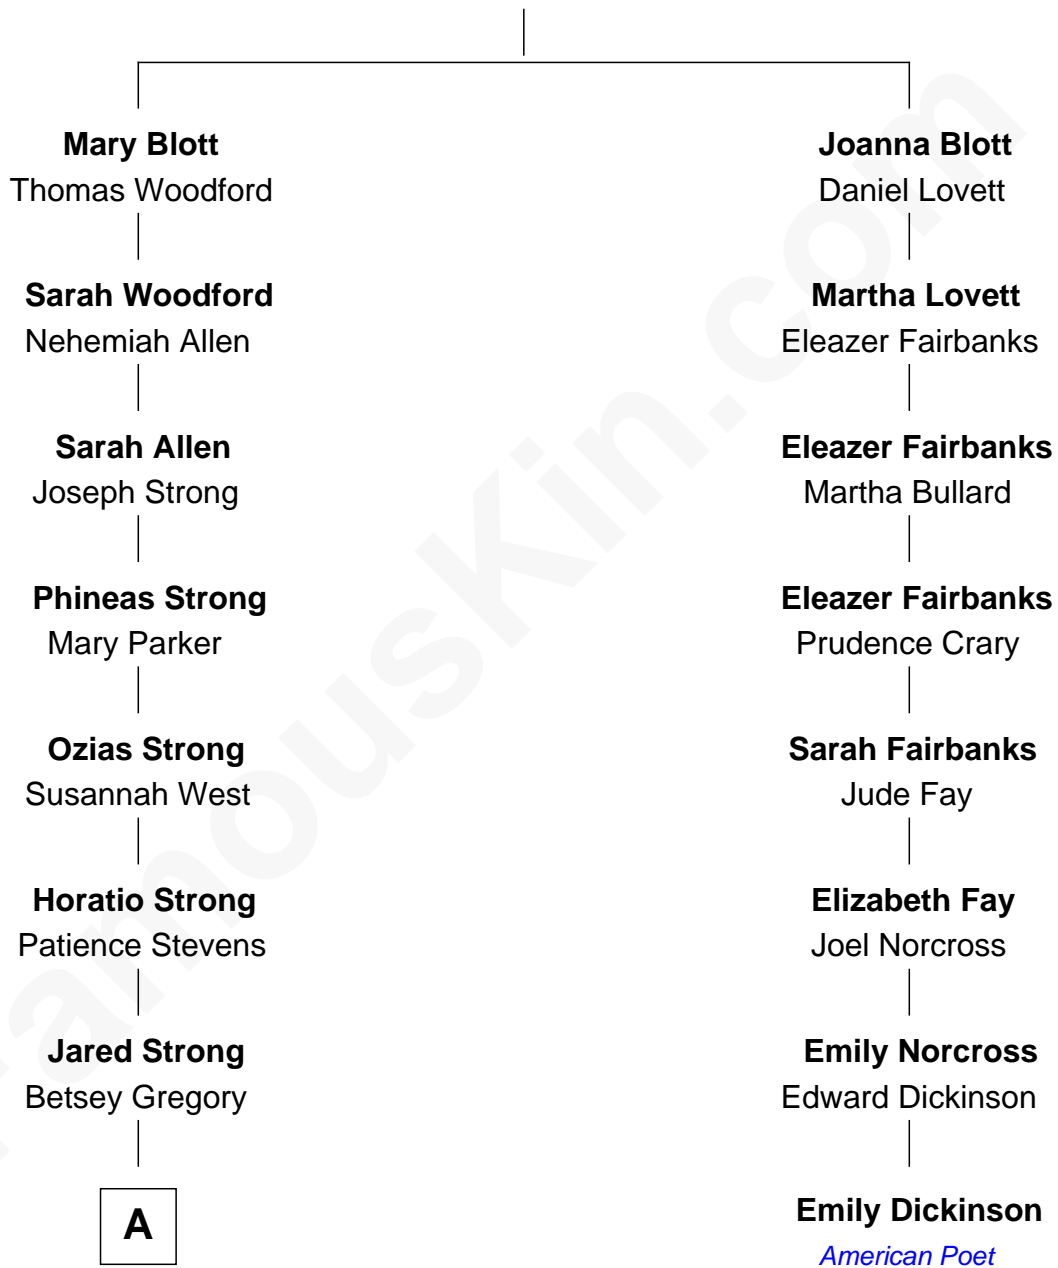 Mary Blott
Thomas Woodford
Sarah Woodford
Nehemiah Allen
Sarah Allen
Joseph Strong
Phineas Strong
Mary Parker
Ozias Strong
Susannah West
Horatio Strong
Patience Stevens
Jared Strong
Betsey Gregory
A
Joanna Blott
Daniel Lovett
Martha Lovett
Eleazer Fairbanks
Eleazer Fairbanks
Martha Bullard
Eleazer Fairbanks
Prudence Crary
Sarah Fairbanks
Jude Fay
Elizabeth Fay
Joel Norcross
Emily Norcross
Edward Dickinson
Emily Dickinson
American Poet
FamousKin.com